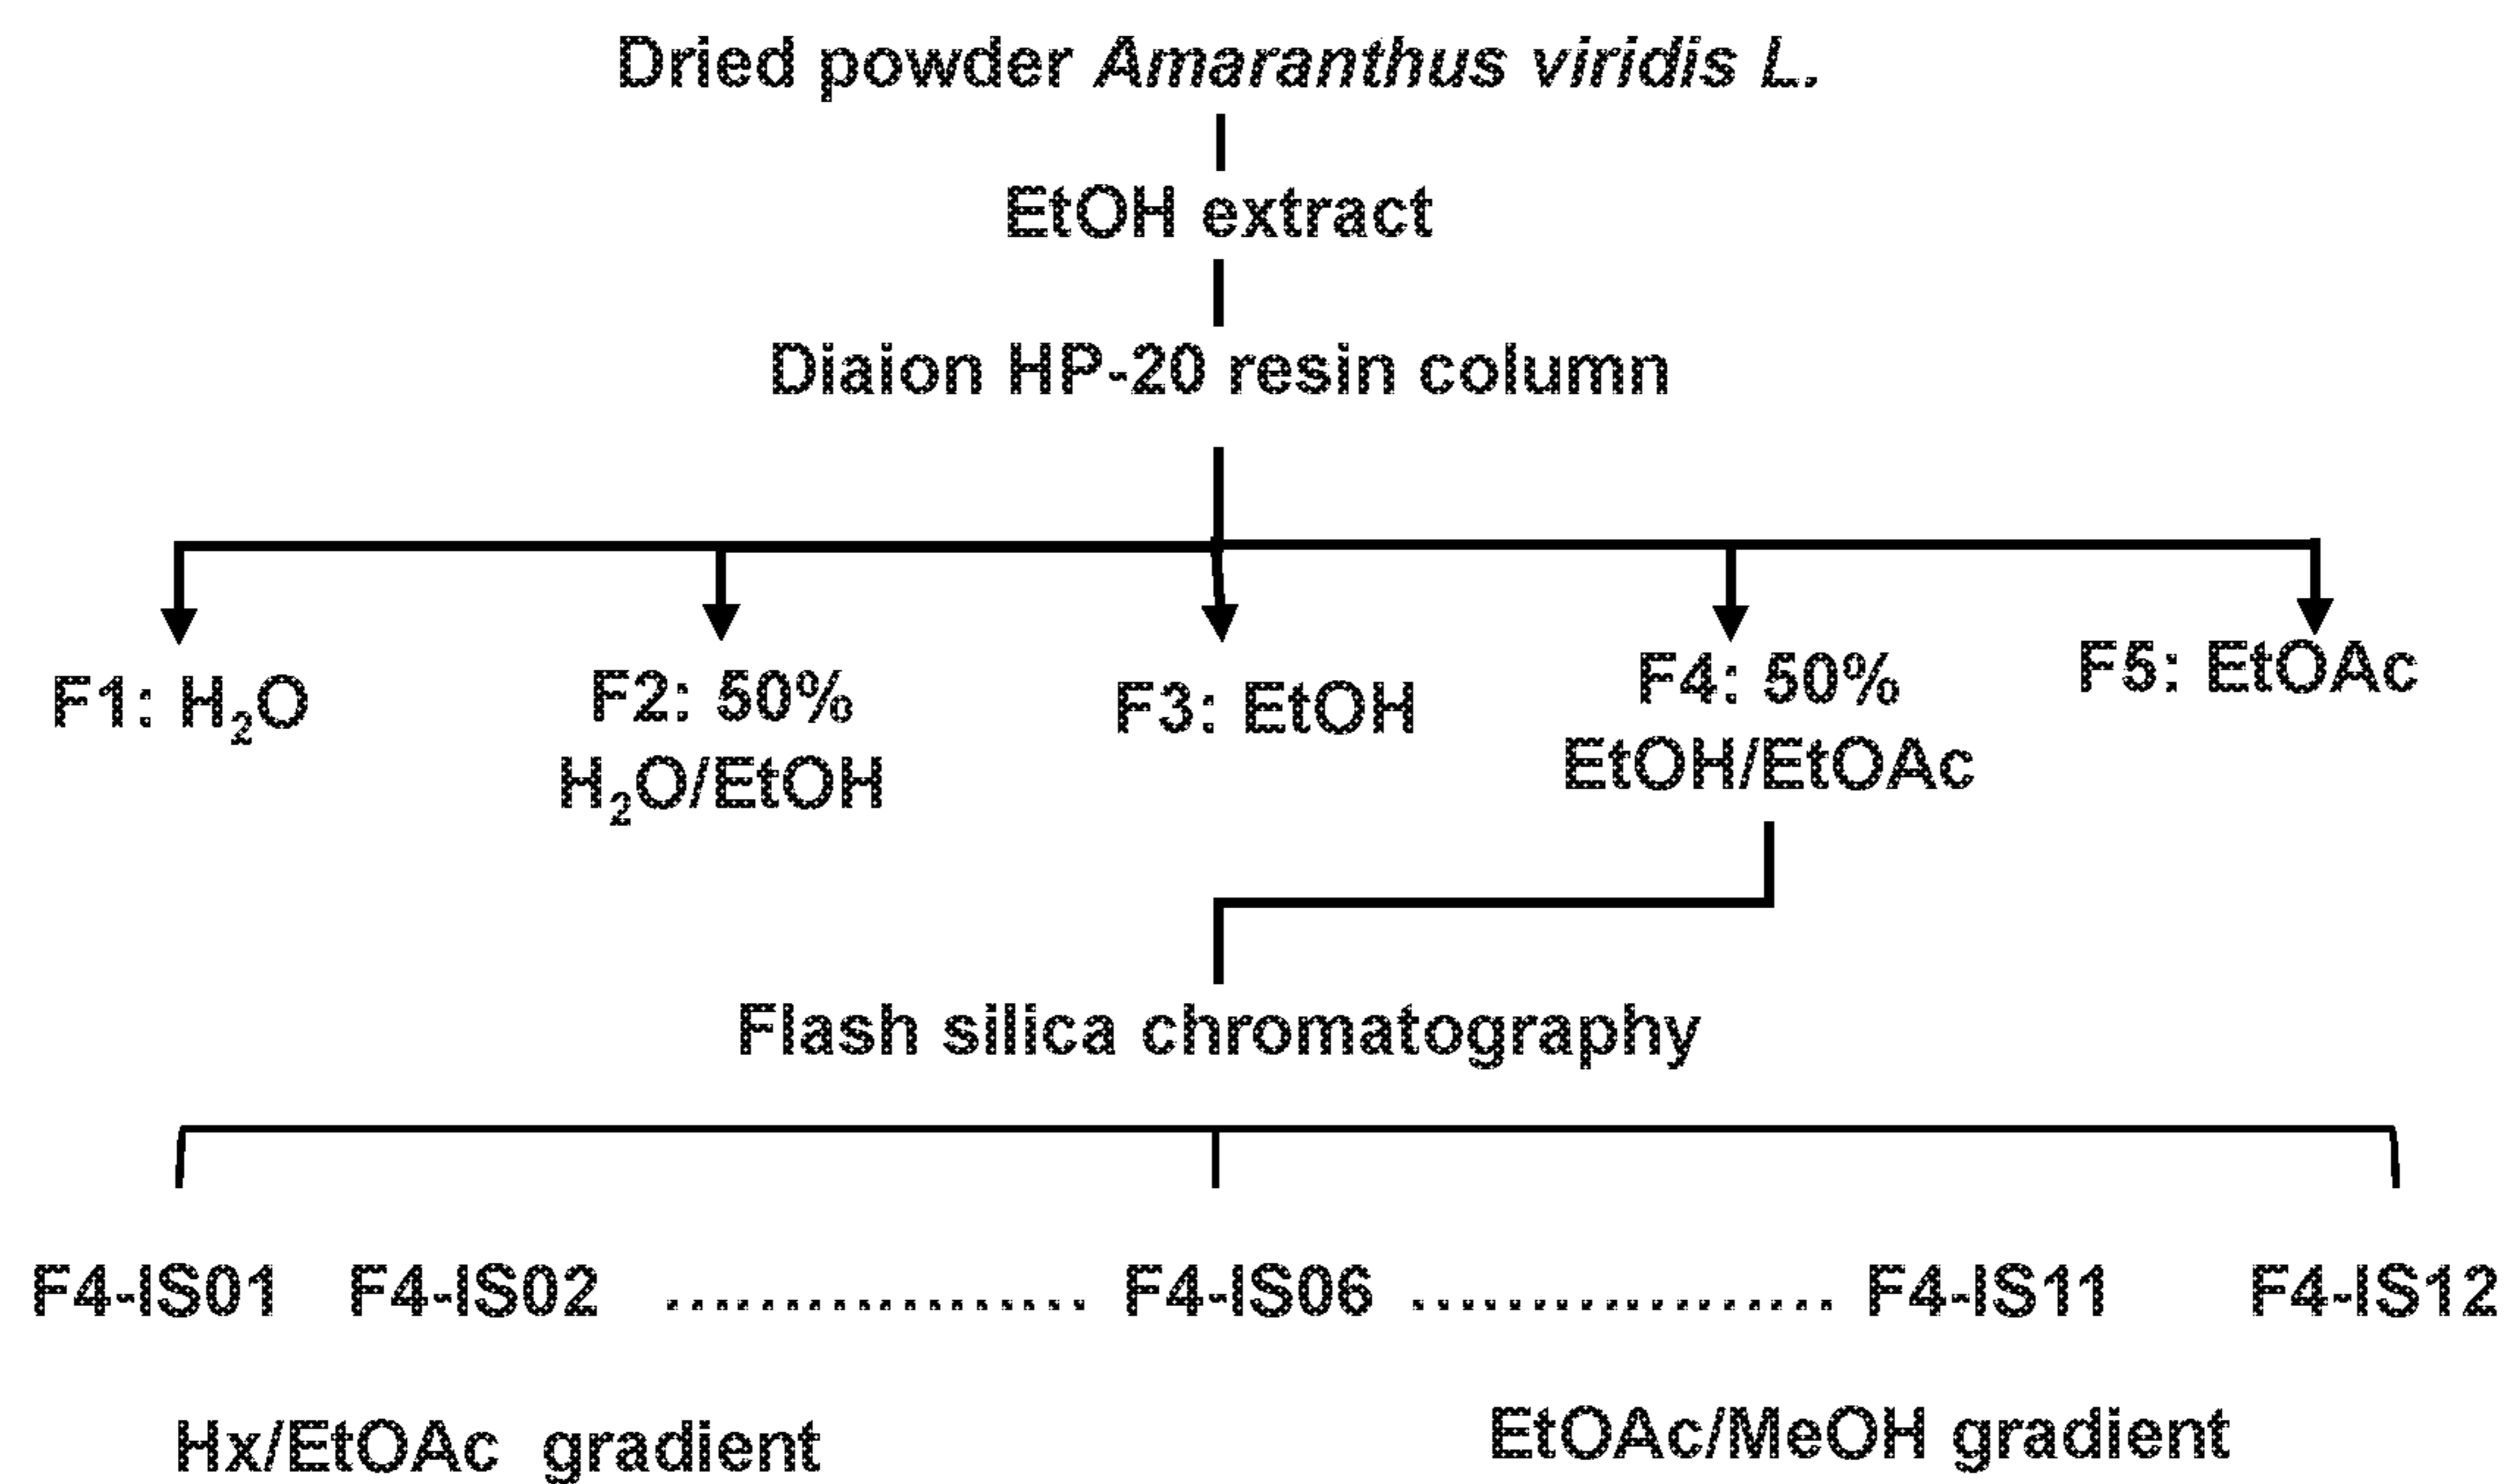 Dried powder Amaranthus viridis L.
EtOH extract
Diaion HP-20 resin column
F1: H₂O
F2: 50%
H₂O/EtOH
F3: EtOH
F4: 50%
EtOH/EtOAc
F5: EtOAc
Flash silica chromatography
F4-IS01 F4-IS02 .................. F4-IS06 .................. F4-IS11 F4-IS12
Hx/EtOAc gradient
EtOAc/MeOH gradient